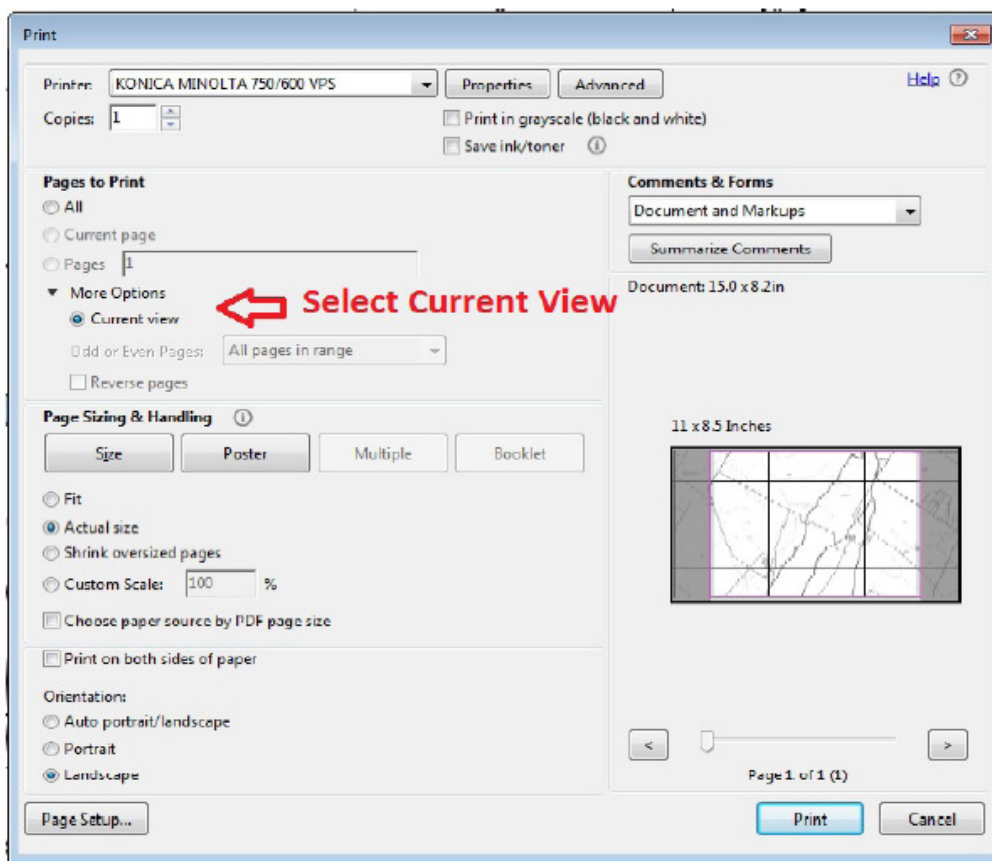 Print
Printer: KONICA MINOLTA 750/600 VPS Properties Advanced Help
Copies: 1 Print in grayscale (black and white)
Save ink/toner
Pages to Print
All
Current page
Pages 1
More Options
Current view
Select Current View
Odd or Even Pages: All pages in range
Reverse pages
Comments & Forms
Document and Markups
Summarize Comments
Document: 15.0 x 8.2in
11 x 8.5 Inches
Page Sizing & Handling
Size Poster Multiple Booklet
Fit
Actual size
Shrink oversized pages
Custom Scale: 100 %
Choose paper source by PDF page size
Print on both sides of paper
Orientation:
Auto portrait/landscape
Portrait
Landscape
< >
Page 1 of 1 (1)
Page Setup... Print Cancel